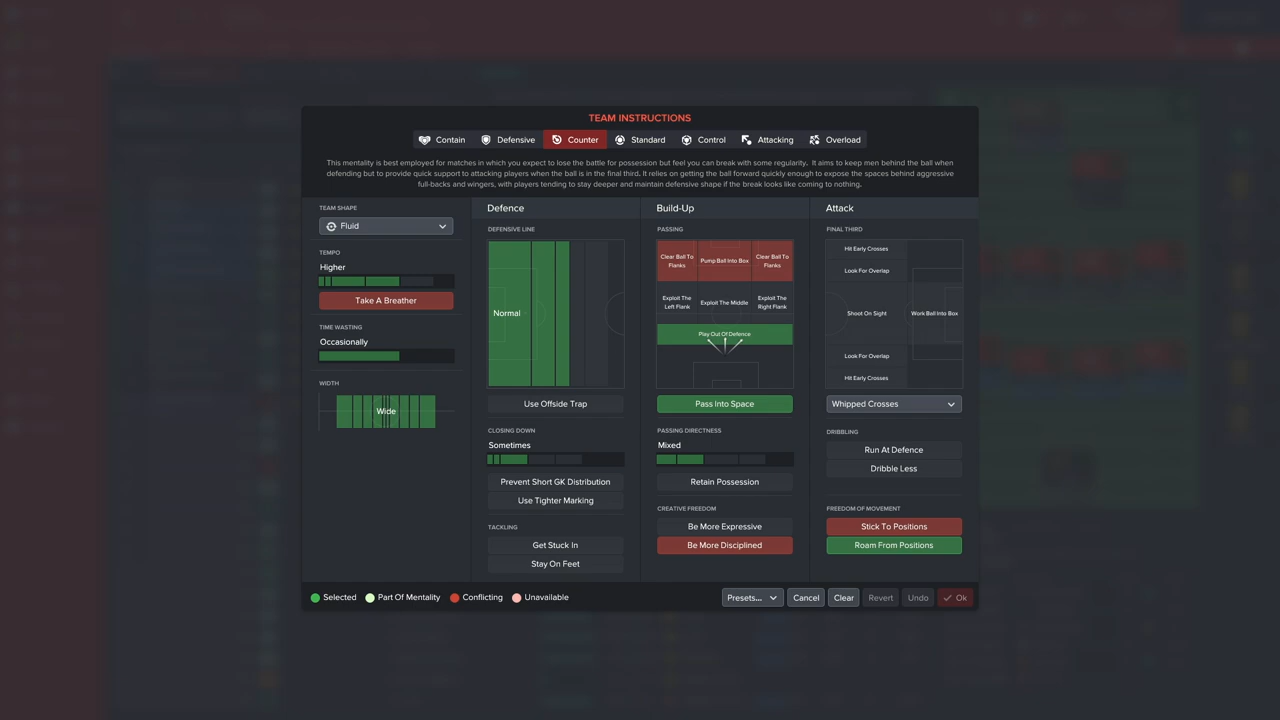 TEAM INSTRUCTIONS
Contain Defensive Counter Standard Control Attacking Overload
This mentality is best employed for matches in which you expect to lose the battle for possession but feel you can break with some regularity. It aims to keep men behind the ball when
defending but to provide quick support to attacking players when the ball is in the final third. It relies on getting the ball forward quickly enough to expose the spaces behind aggressive
full-backs and wingers, with players tending to stay deeper and maintain defensive shape if the break looks like coming to nothing.
TEAM SHAPE
Fluid
TEMPO
Higher
Take A Breather
TIME WASTING
Occasionally
WIDTH
Wide
Defence
DEFENSIVE LINE
Normal
Use Offside Trap
CLOSING DOWN
Sometimes
Prevent Short GK Distribution
Use Tighter Marking
TACKLING
Get Stuck In
Stay On Feet
Build-Up
PASSING
Clear Ball To
Flanks
Pump Ball Into Box
Clear Ball To
Flanks
Exploit The
Left Flank
Exploit The Middle
Exploit The
Right Flank
Play Out Of Defence
Pass Into Space
PASSING DIRECTNESS
Mixed
Retain Possession
CREATIVE FREEDOM
Be More Expressive
Be More Disciplined
Attack
FINAL THIRD
Hit Early Crosses
Look For Overlap
Shoot On Sight
Work Ball Into Box
Look For Overlap
Hit Early Crosses
Whipped Crosses
DRIBBLING
Run At Defence
Dribble Less
FREEDOM OF MOVEMENT
Stick To Positions
Roam From Positions
Selected Part Of Mentality Conflicting Unavailable
Presets... Cancel Clear Revert Undo Ok